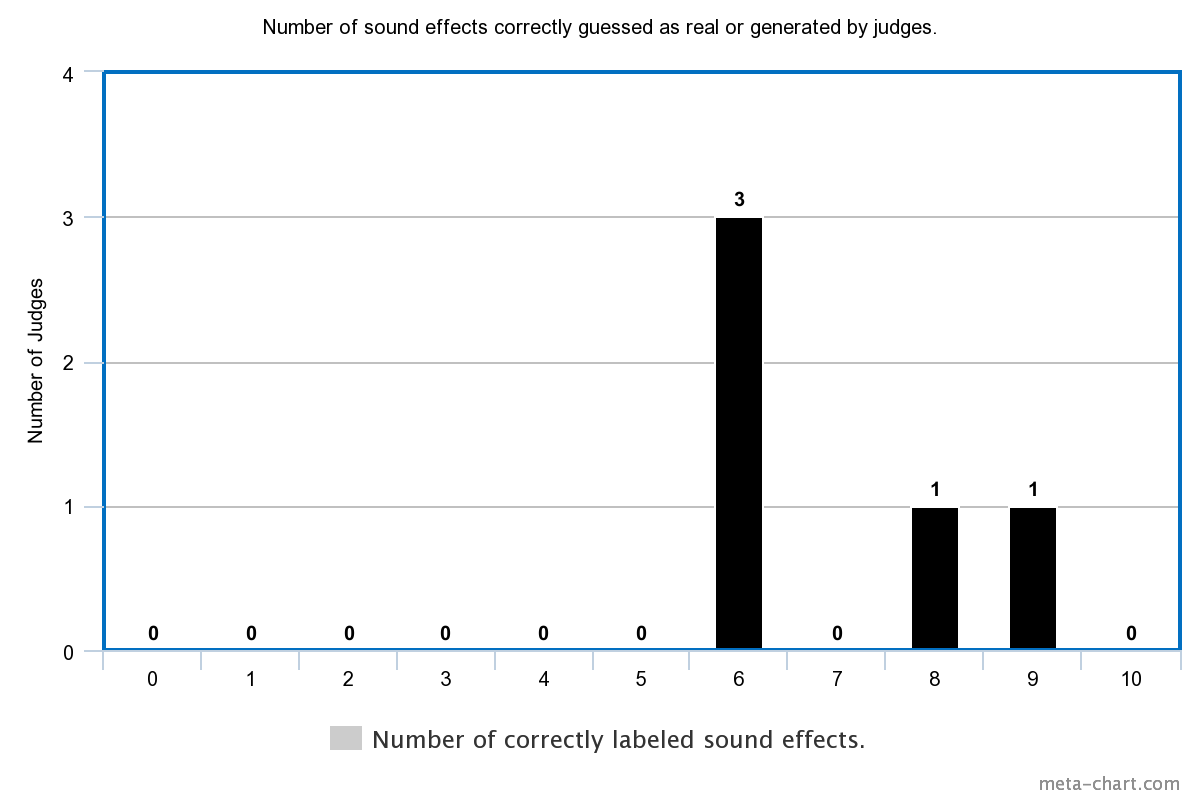 Number of sound effects correctly guessed as real or generated by judges.
4
3
2
1
0
Number of Judges
0 0 0 0 0 0 3 0 1 1 0
0 1 2 3 4 5 6 7 8 9 10
Number of correctly labeled sound effects.
meta-chart.com